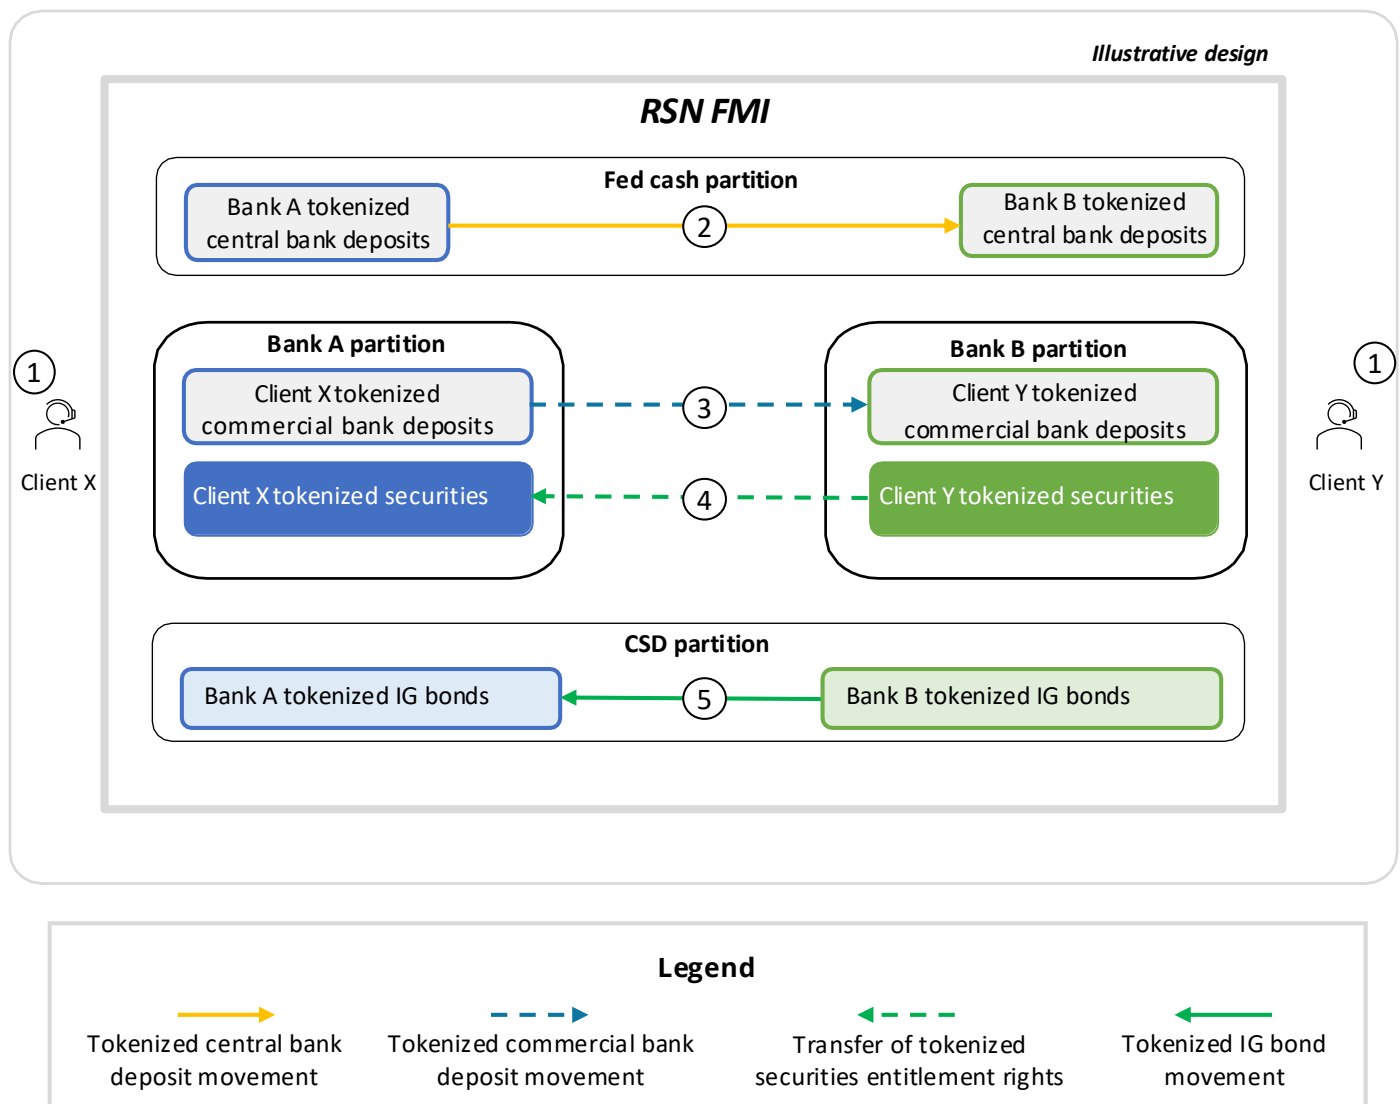 Illustrative design
RSN FMI
Fed cash partition
Bank A tokenized
central bank deposits
2
Bank B tokenized
central bank deposits
1
Client X
Bank A partition
Client X tokenized
commercial bank deposits
Client X tokenized securities
3
4
Bank B partition
Client Y tokenized
commercial bank deposits
Client Y tokenized securities
1
Client Y
CSD partition
Bank A tokenized IG bonds
5
Bank B tokenized IG bonds
Legend
Tokenized central bank
deposit movement
Tokenized commercial bank
deposit movement
Transfer of tokenized
securities entitlement rights
Tokenized IG bond
movement